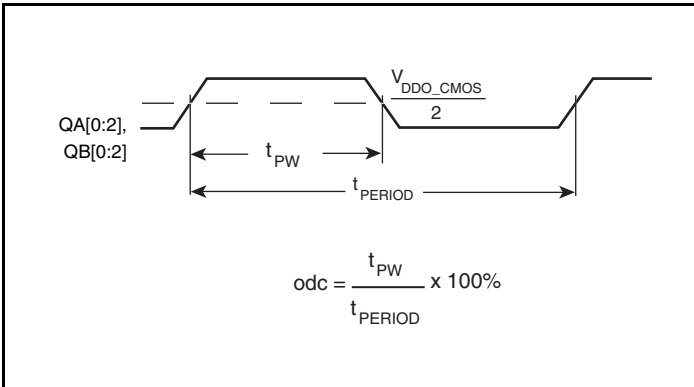 V_DDO_CMOS
2
QA[0:2],
QB[0:2]
t_PW
t_PERIOD
odc = t_PW x 100%
t_PERIOD